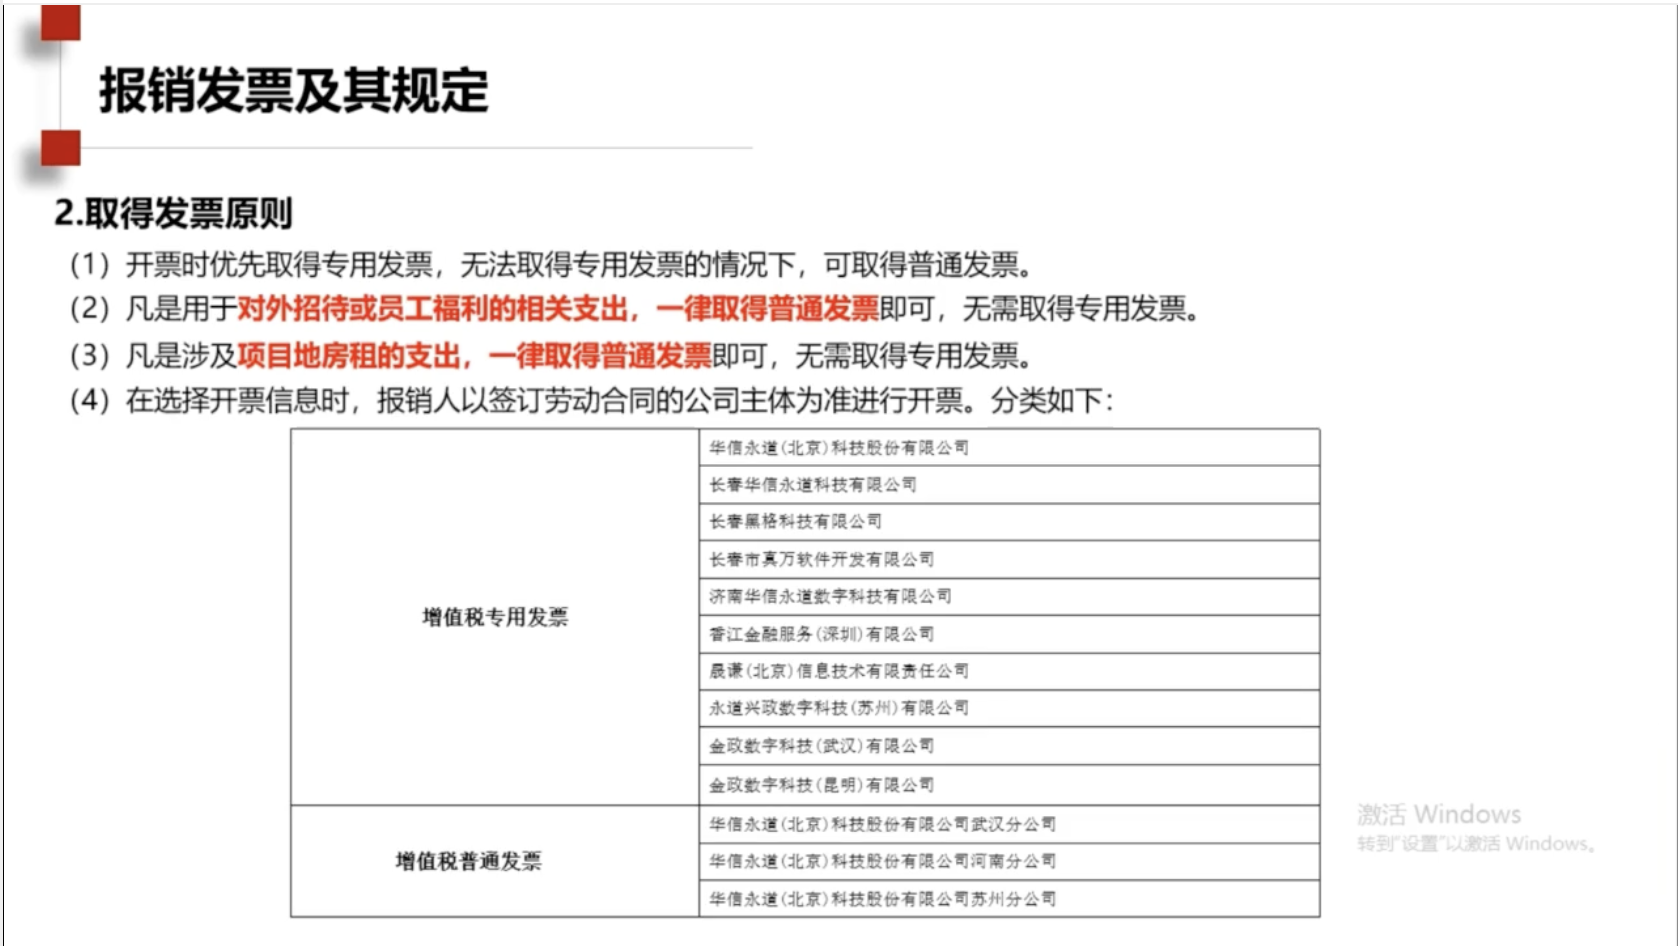 报销发票及其规定
2.取得发票原则
（1）开票时优先取得专用发票，无法取得专用发票的情况下，可取得普通发票。
（2）凡是用于对外招待或员工福利的相关支出，一律取得普通发票即可，无需取得专用发票。
（3）凡是涉及项目地房租的支出，一律取得普通发票即可，无需取得专用发票。
（4）在选择开票信息时，报销人以签订劳动合同的公司主体为准进行开票。分类如下：
增值税专用发票
华信永道(北京)科技股份有限公司
长春华信永道科技有限公司
长春黑格科技有限公司
长春市真万软件开发有限公司
济南华信永道数字科技有限公司
香江金融服务(深圳)有限公司
晟谦(北京)信息技术有限责任公司
永道兴政数字科技(苏州)有限公司
金政数字科技(武汉)有限公司
金政数字科技(昆明)有限公司
增值税普通发票
华信永道(北京)科技股份有限公司武汉分公司
华信永道(北京)科技股份有限公司河南分公司
华信永道(北京)科技股份有限公司苏州分公司
激活 Windows
转到"设置"以激活 Windows。